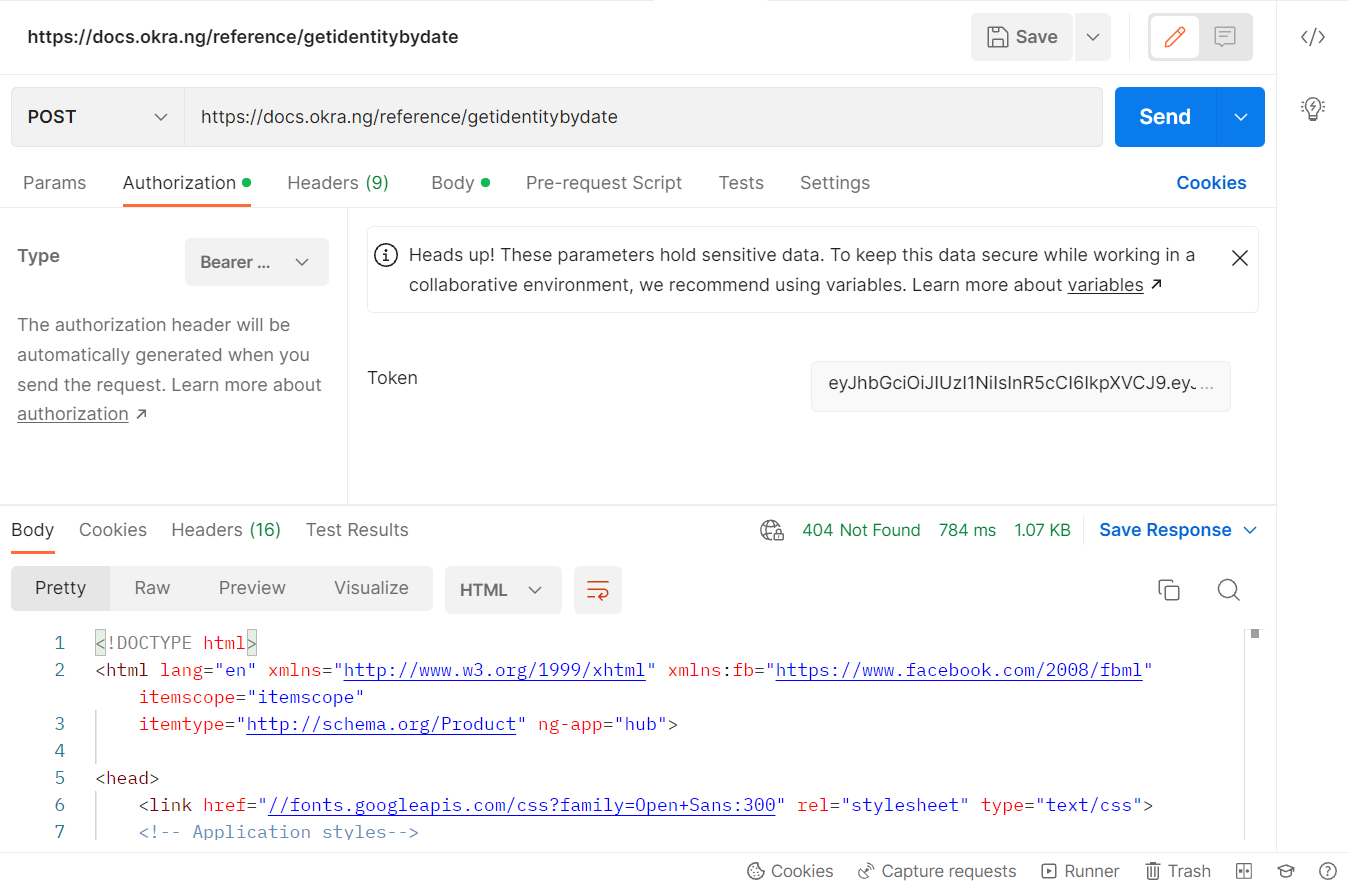 https://docs.okra.ng/reference/getidentitybydate
Save
</>
POST
https://docs.okra.ng/reference/getidentitybydate
Send
Params
Authorization
Headers (9)
Body
Pre-request Script
Tests
Settings
Cookies
Type
Bearer ...
The authorization header will be
automatically generated when you
send the request. Learn more about
authorization ↗
Heads up! These parameters hold sensitive data. To keep this data secure while working in a
collaborative environment, we recommend using variables. Learn more about variables ↗
Token
eyJhbGciOiJIUzI1NiIsInR5cCI6IkpXVCJ9.eyJ...
Body
Cookies
Headers (16)
Test Results
404 Not Found
784 ms
1.07 KB
Save Response
Pretty
Raw
Preview
Visualize
HTML
1 <!DOCTYPE html>
2 <html lang="en" xmlns="http://www.w3.org/1999/xhtml" xmlns:fb="https://www.facebook.com/2008/fbml"
itemscope="itemscope"
3 itemtype="http://schema.org/Product" ng-app="hub">
4
5 <head>
6 <link href="//fonts.googleapis.com/css?family=Open+Sans:300" rel="stylesheet" type="text/css">
7 <!-- Application styles-->
Cookies
Capture requests
Runner
Trash